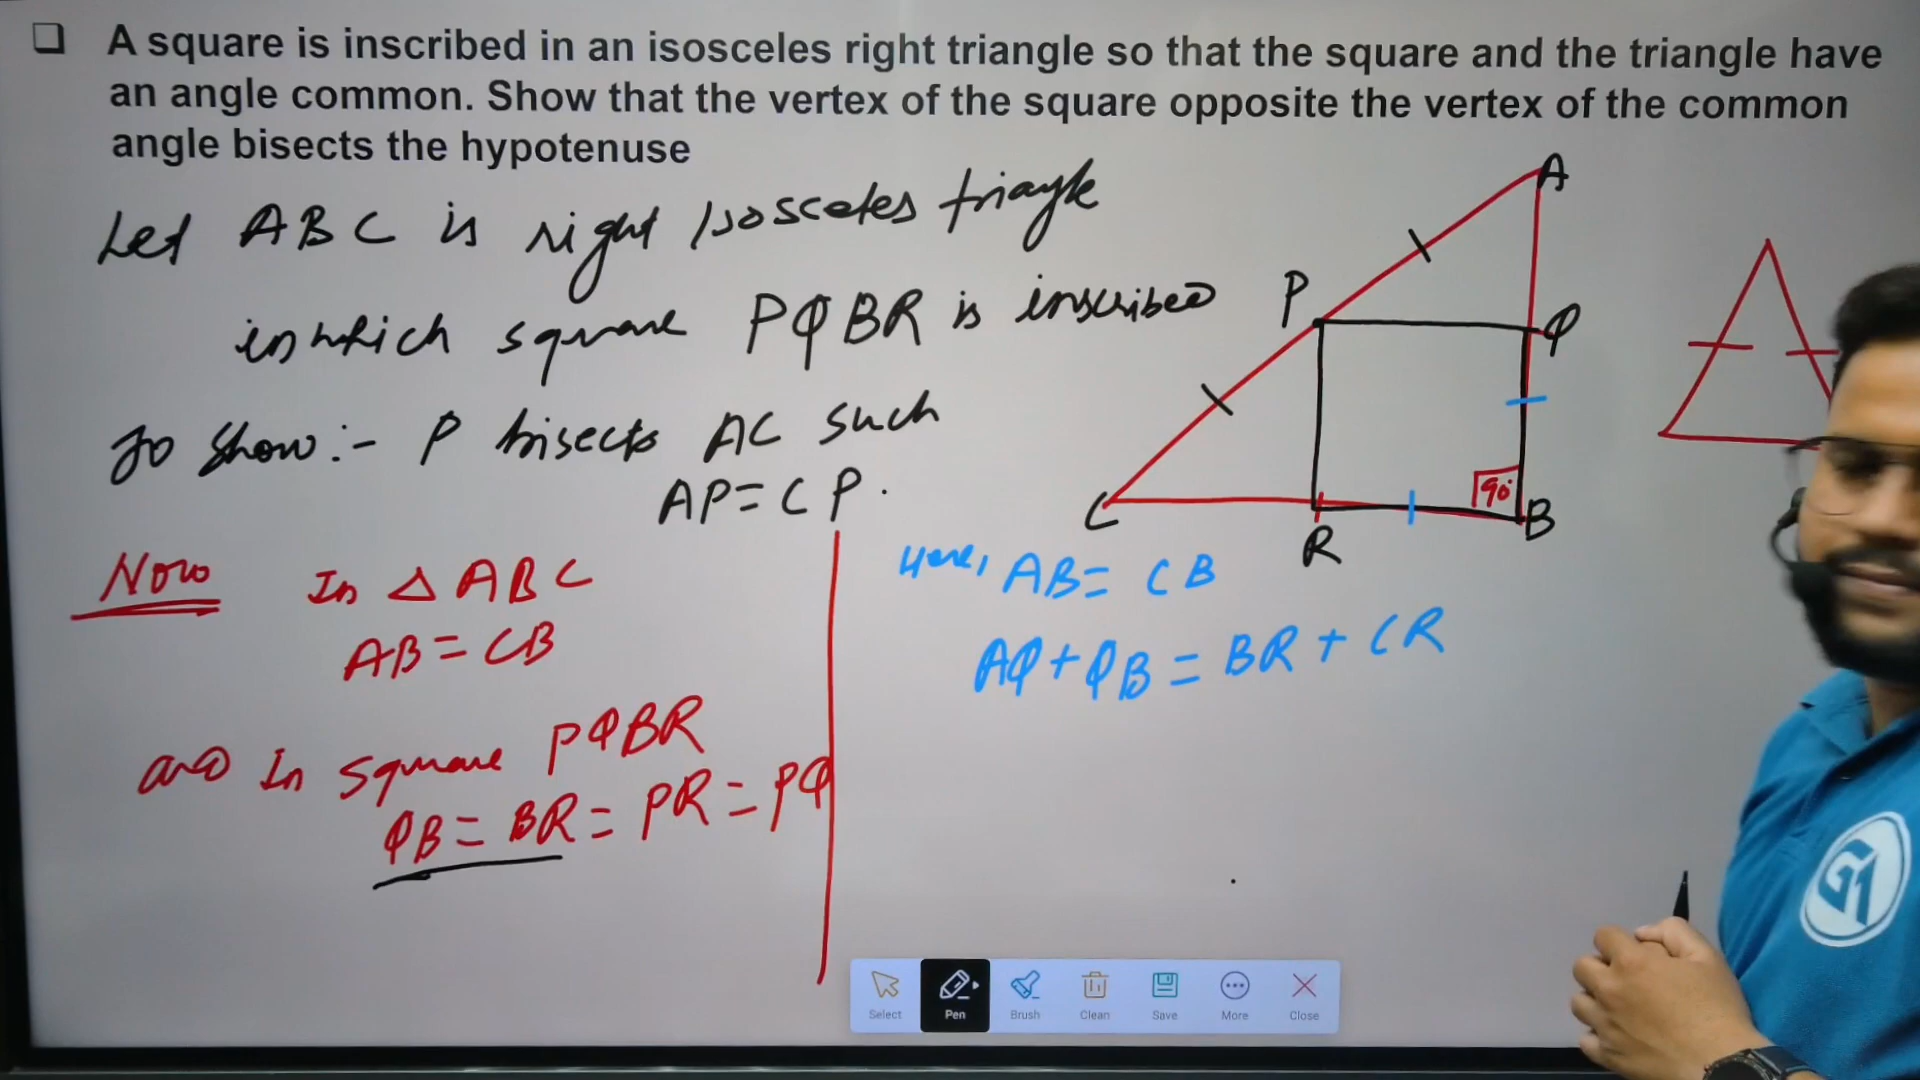 ❑ A square is inscribed in an isosceles right triangle so that the square and the triangle have
an angle common. Show that the vertex of the square opposite the vertex of the common
angle bisects the hypotenuse
Let ABC is right Isosceles triangle
in which square PQBR is inscribed
To show:- P bisects AC such
AP=CP.
A
P
Q
90°
C
R
B
Now In Δ ABC
AB = CB
and In square PQBR
QB = BR = PR = PQ
Here, AB = CB
AQ + QB = BR + CR
Select Pen Brush Clean Save More Close